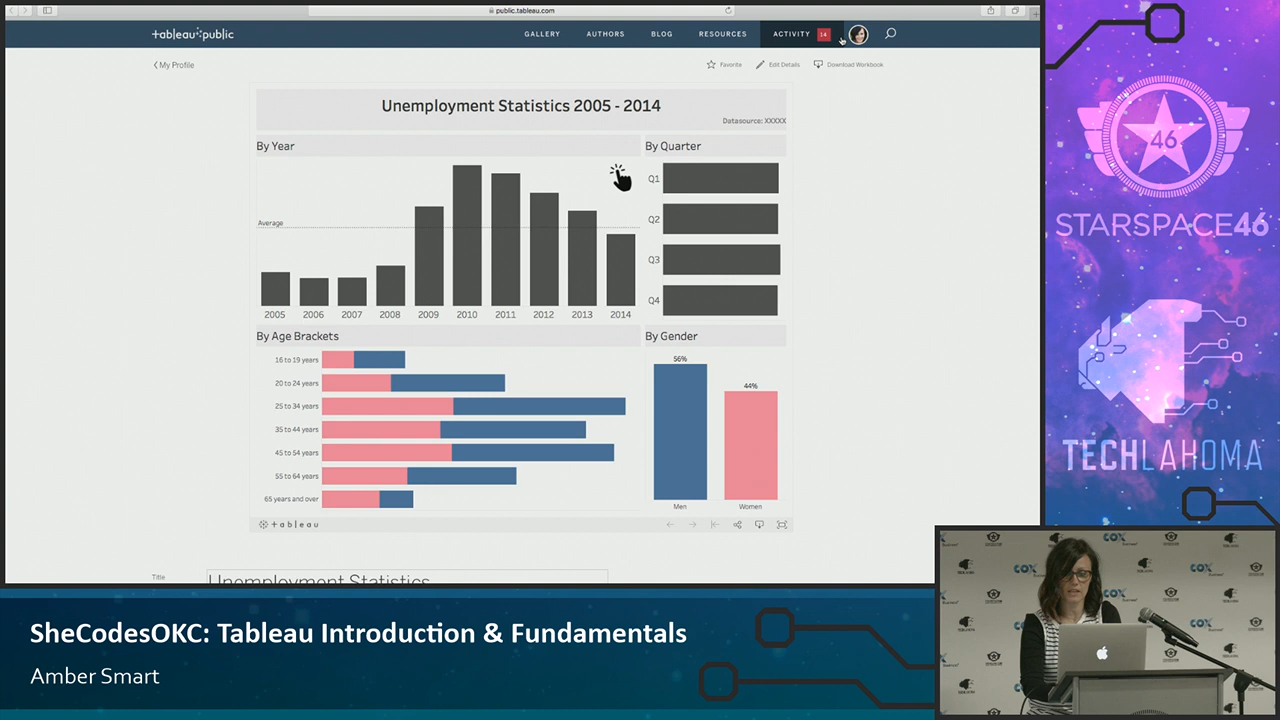 public.tableau.com
+ableau+public
GALLERY AUTHORS BLOG RESOURCES ACTIVITY 14
My Profile
Favorite Edit Details Download Workbook
Unemployment Statistics 2005 - 2014
Datasource: XXXXX
By Year
Average
2005 2006 2007 2008 2009 2010 2011 2012 2013 2014
By Quarter
Q1
Q2
Q3
Q4
By Age Brackets
16 to 19 years
20 to 24 years
25 to 34 years
35 to 44 years
45 to 54 years
55 to 64 years
65 years and over
By Gender
56%
44%
Men Women
+ableau
Title
Unemployment Statistics
46
STARSPACE46
TECHLAHOMA
COX
COX
COX
COX
SheCodesOKC: Tableau Introduction & Fundamentals
Amber Smart